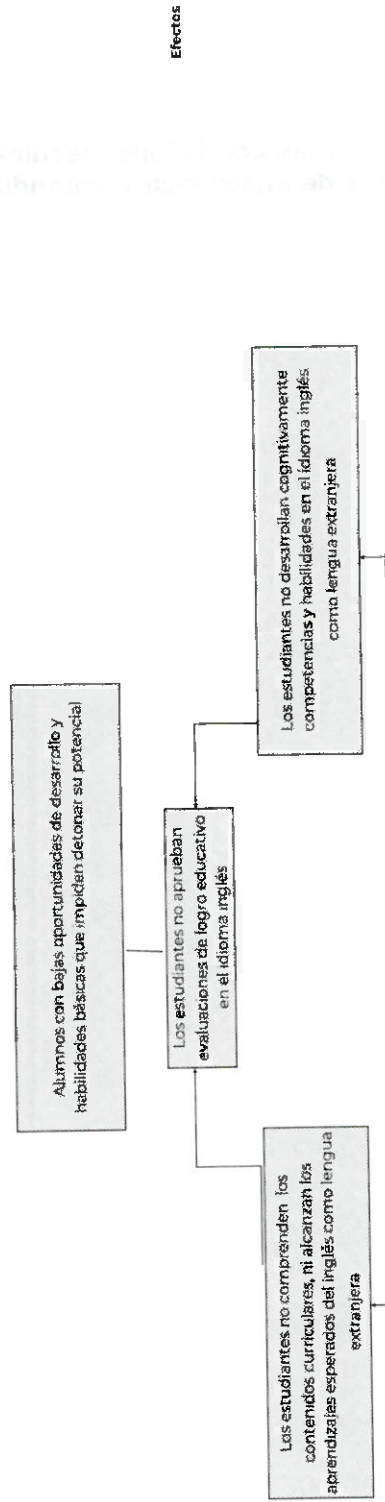 Efectos
Alumnos con bajas oportunidades de desarrollo y
habilidades básicas que impiden detonar su potencial
Los estudiantes no aprueban
evaluaciones de logro educativo
en el idioma inglés
Los estudiantes no comprenden los
contenidos curriculares, ni alcanzan los
aprendizajes esperados del inglés como lengua
extranjera
Los estudiantes no desarrollan cognitivamente
competencias y habilidades en el idioma inglés
como lengua extranjera